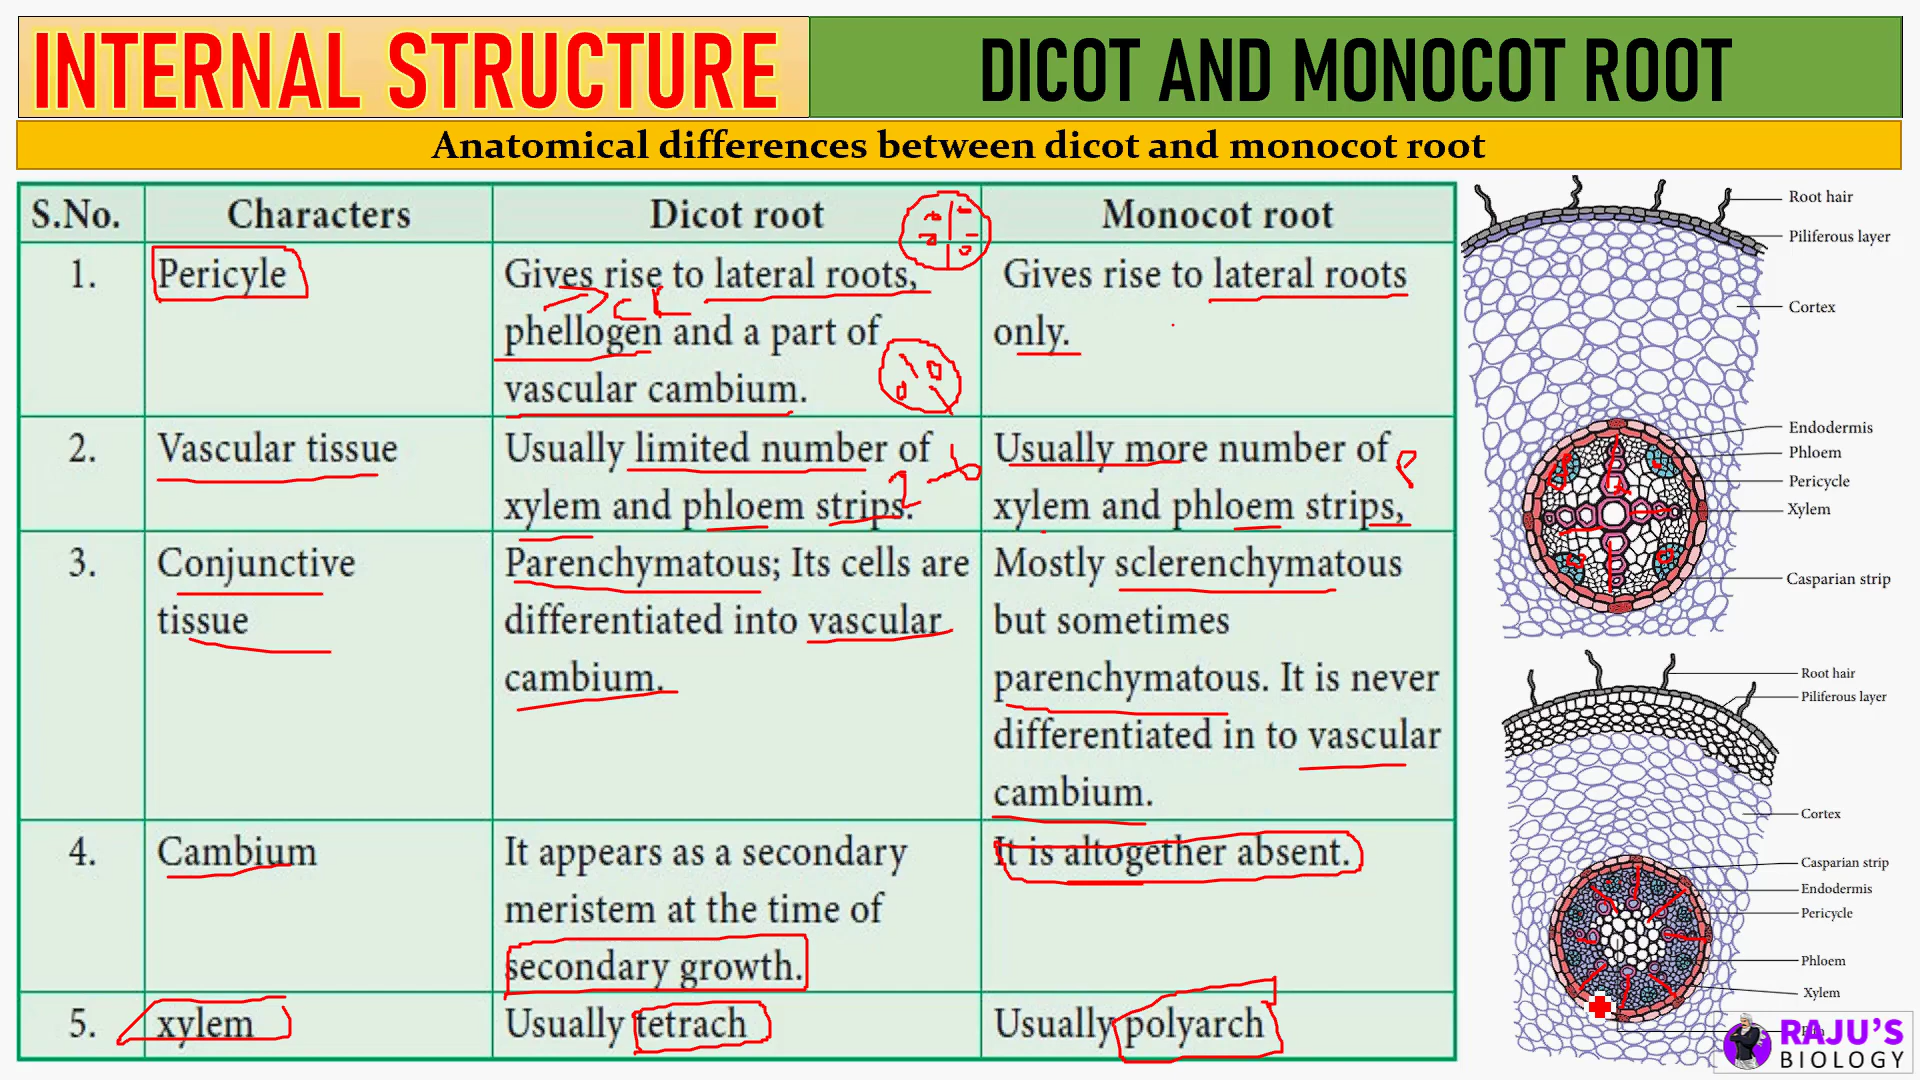 INTERNAL STRUCTURE
DICOT AND MONOCOT ROOT
Anatomical differences between dicot and monocot root
S.No. Characters Dicot root Monocot root
1. Pericyle
Gives rise to lateral roots,
phellogen and a part of
vascular cambium.
Gives rise to lateral roots
only.
2. Vascular tissue
Usually limited number of
xylem and phloem strips.
2-6
Usually more number of
xylem and phloem strips,
8
3. Conjunctive
tissue
Parenchymatous; Its cells are
differentiated into vascular
cambium.
Mostly sclerenchymatous
but sometimes
parenchymatous. It is never
differentiated in to vascular
cambium.
4. Cambium
It appears as a secondary
meristem at the time of
secondary growth.
It is altogether absent.
5. xylem
Usually tetrach
Usually polyarch
Root hair
Piliferous layer
Cortex
Endodermis
Phloem
Pericycle
Xylem
Casparian strip
Root hair
Piliferous layer
Cortex
Casparian strip
Endodermis
Pericycle
Phloem
Xylem
RAJU'S
BIOLOGY